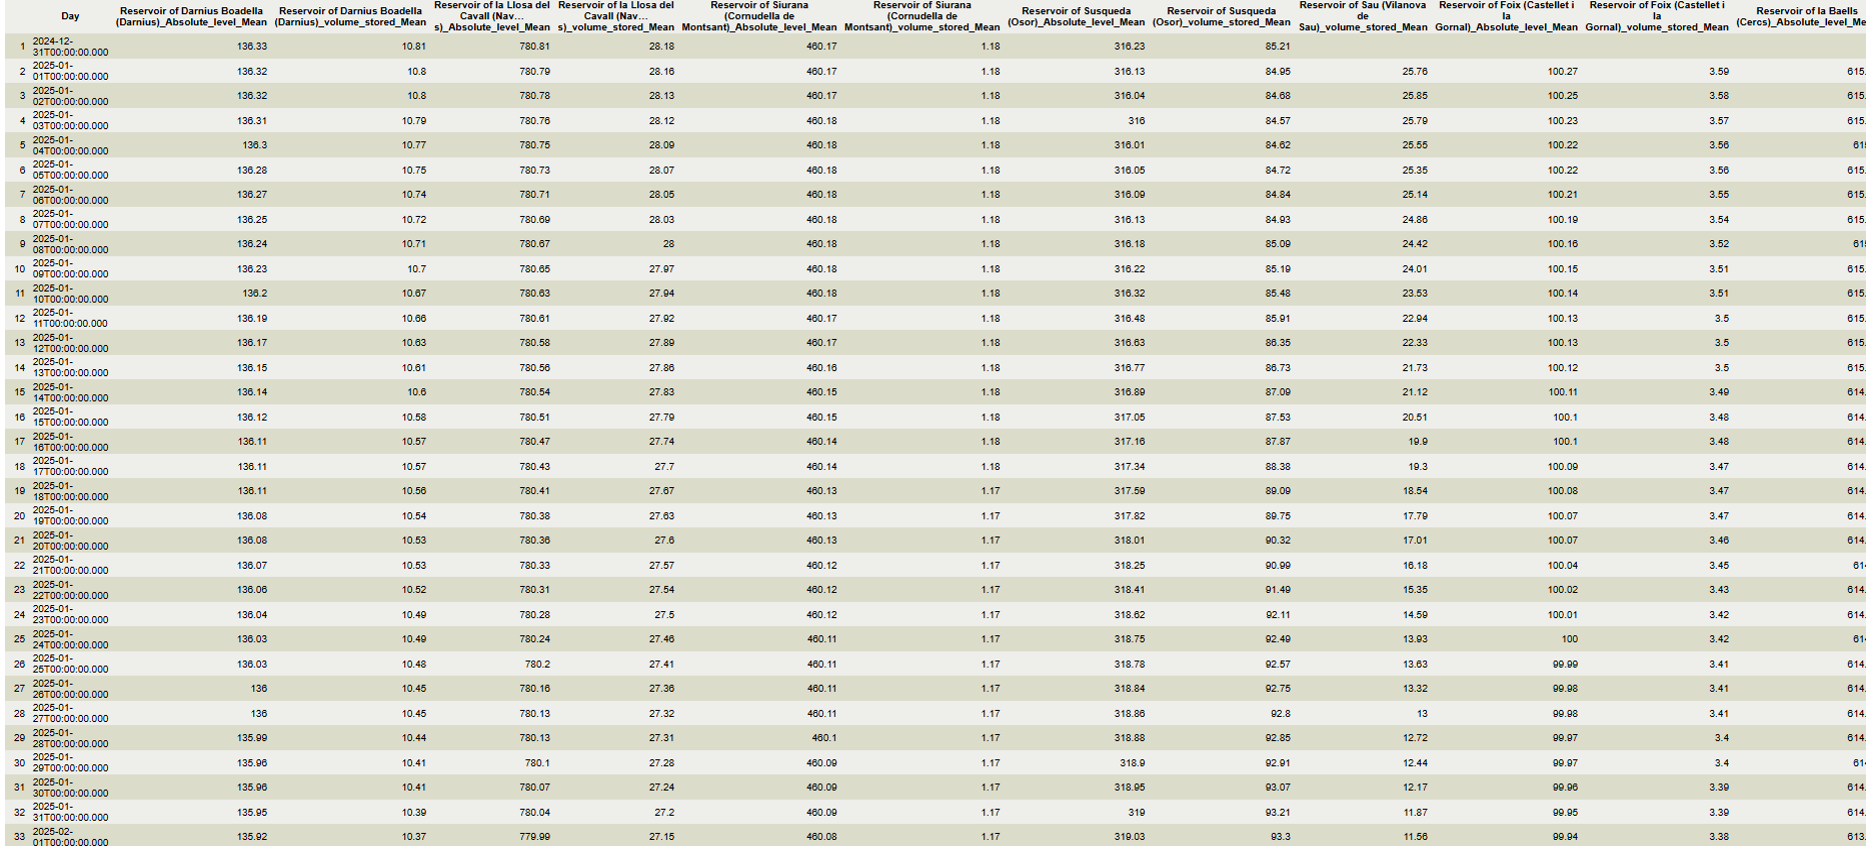 Day
Reservoir of Darnius Boadella
(Darnius)_Absolute_level_Mean
Reservoir of Darnius Boadella
(Darnius)_volume_stored_Mean
Reservoir of la Llosa del
Cavall (Nav...
s)_Absolute_level_Mean
Reservoir of la Llosa del
Cavall (Nav...
s)_volume_stored_Mean
Reservoir of Siurana
(Cornudella de
Montsant)_Absolute_level_Mean
Reservoir of Siurana
(Cornudella de
Montsant)_volume_stored_Mean
Reservoir of Susqueda
(Osor)_Absolute_level_Mean
Reservoir of Susqueda
(Osor)_volume_stored_Mean
Reservoir of Sau (Vilanova
de
Sau)_volume_stored_Mean
Reservoir of Foix (Castellet i
la
Gornal)_Absolute_level_Mean
Reservoir of Foix (Castellet i
la
Gornal)_volume_stored_Mean
Reservoir of la Baells
(Cercs)_Absolute_level_Me
1 2024-12-31T00:00:00.000 136.33 10.81 780.81 28.18 460.17 1.18 316.23 85.21
2 2025-01-01T00:00:00.000 136.32 10.8 780.79 28.16 460.17 1.18 316.13 84.95 25.76 100.27 3.59 615.
3 2025-01-02T00:00:00.000 136.32 10.8 780.78 28.13 460.17 1.18 316.04 84.68 25.85 100.25 3.58 615.
4 2025-01-03T00:00:00.000 136.31 10.79 780.76 28.12 460.18 1.18 316 84.57 25.79 100.23 3.57 615.
5 2025-01-04T00:00:00.000 136.3 10.77 780.75 28.09 460.18 1.18 316.01 84.62 25.55 100.22 3.56 615
6 2025-01-05T00:00:00.000 136.28 10.75 780.73 28.07 460.18 1.18 316.05 84.72 25.35 100.22 3.56 615.
7 2025-01-06T00:00:00.000 136.27 10.74 780.71 28.05 460.18 1.18 316.09 84.84 25.14 100.21 3.55 615.
8 2025-01-07T00:00:00.000 136.25 10.72 780.69 28.03 460.18 1.18 316.13 84.93 24.86 100.19 3.54 615.
9 2025-01-08T00:00:00.000 136.24 10.71 780.67 28 460.18 1.18 316.18 85.09 24.42 100.16 3.52 615
10 2025-01-09T00:00:00.000 136.23 10.7 780.65 27.97 460.18 1.18 316.22 85.19 24.01 100.15 3.51 615.
11 2025-01-10T00:00:00.000 136.2 10.67 780.63 27.94 460.18 1.18 316.32 85.48 23.53 100.14 3.51 615.
12 2025-01-11T00:00:00.000 136.19 10.66 780.61 27.92 460.17 1.18 316.48 85.91 22.94 100.13 3.5 615.
13 2025-01-12T00:00:00.000 136.17 10.63 780.58 27.89 460.17 1.18 316.63 86.35 22.33 100.13 3.5 615.
14 2025-01-13T00:00:00.000 136.15 10.61 780.56 27.86 460.16 1.18 316.77 86.73 21.73 100.12 3.5 615.
15 2025-01-14T00:00:00.000 136.14 10.6 780.54 27.83 460.15 1.18 316.89 87.09 21.12 100.11 3.49 614.
16 2025-01-15T00:00:00.000 136.12 10.58 780.51 27.79 460.15 1.18 317.05 87.53 20.51 100.1 3.48 614.
17 2025-01-16T00:00:00.000 136.11 10.57 780.47 27.74 460.14 1.18 317.16 87.87 19.9 100.1 3.48 614.
18 2025-01-17T00:00:00.000 136.11 10.57 780.43 27.7 460.14 1.18 317.34 88.38 19.3 100.09 3.47 614.
19 2025-01-18T00:00:00.000 136.11 10.56 780.41 27.67 460.13 1.17 317.59 89.09 18.54 100.08 3.47 614.
20 2025-01-19T00:00:00.000 136.08 10.54 780.38 27.63 460.13 1.17 317.82 89.75 17.79 100.07 3.47 614.
21 2025-01-20T00:00:00.000 136.08 10.53 780.36 27.6 460.13 1.17 318.01 90.32 17.01 100.07 3.46 614.
22 2025-01-21T00:00:00.000 136.07 10.53 780.33 27.57 460.12 1.17 318.25 90.99 16.18 100.04 3.45 614
23 2025-01-22T00:00:00.000 136.06 10.52 780.31 27.54 460.12 1.17 318.41 91.49 15.35 100.02 3.43 614.
24 2025-01-23T00:00:00.000 136.04 10.49 780.28 27.5 460.12 1.17 318.62 92.11 14.59 100.01 3.42 614.
25 2025-01-24T00:00:00.000 136.03 10.49 780.24 27.46 460.11 1.17 318.75 92.49 13.93 100 3.42 614
26 2025-01-25T00:00:00.000 136.03 10.48 780.2 27.41 460.11 1.17 318.78 92.57 13.63 99.99 3.41 614.
27 2025-01-26T00:00:00.000 136 10.45 780.16 27.36 460.11 1.17 318.84 92.75 13.32 99.98 3.41 614.
28 2025-01-27T00:00:00.000 136 10.45 780.13 27.32 460.11 1.17 318.86 92.8 13 99.98 3.41 614.
29 2025-01-28T00:00:00.000 135.99 10.44 780.13 27.31 460.1 1.17 318.88 92.85 12.72 99.97 3.4 614.
30 2025-01-29T00:00:00.000 135.96 10.41 780.1 27.28 460.09 1.17 318.9 92.91 12.44 99.97 3.4 614
31 2025-01-30T00:00:00.000 135.96 10.41 780.07 27.24 460.09 1.17 318.95 93.07 12.17 99.96 3.39 614.
32 2025-01-31T00:00:00.000 135.95 10.39 780.04 27.2 460.09 1.17 319 93.21 11.87 99.95 3.39 614.
33 2025-02-01T00:00:00.000 135.92 10.37 779.99 27.15 460.08 1.17 319.03 93.3 11.56 99.94 3.38 613.